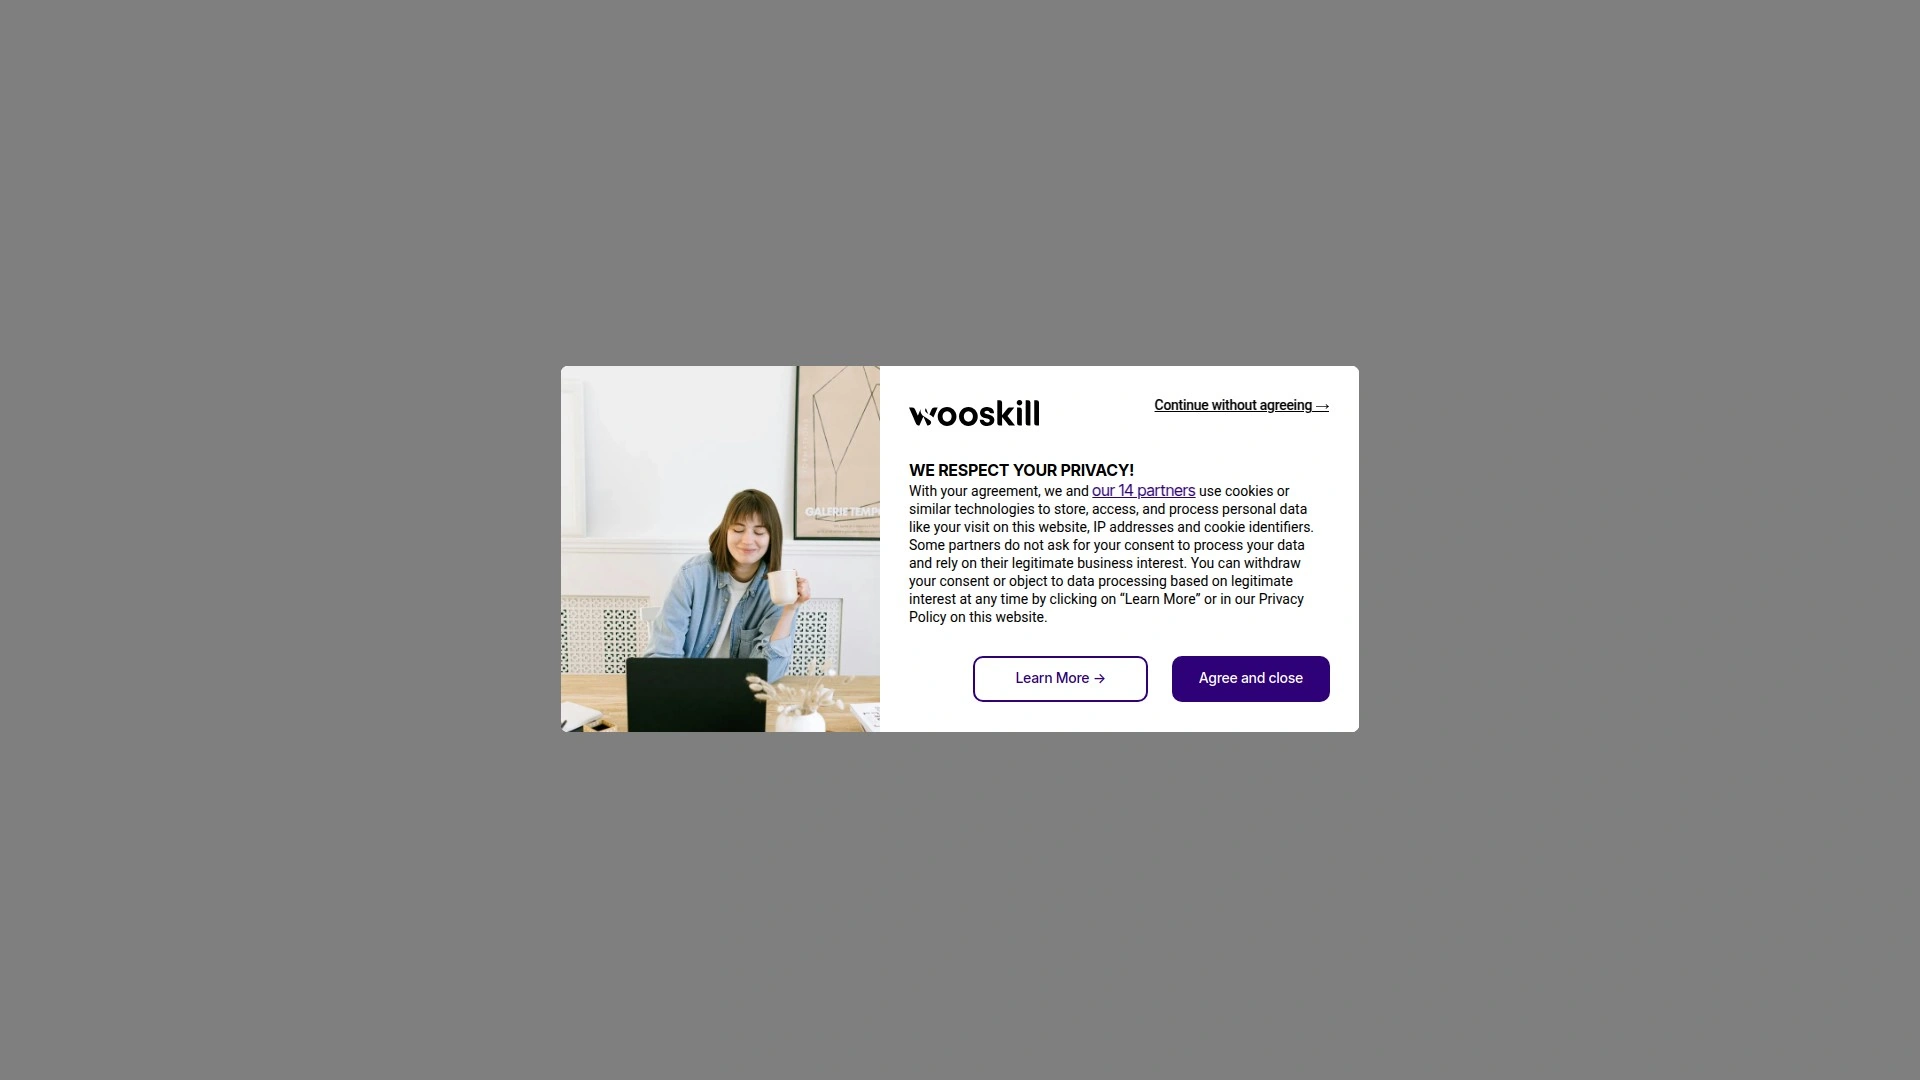 wooskill
Continue without agreeing →
WE RESPECT YOUR PRIVACY!
With your agreement, we and our 14 partners use cookies or
similar technologies to store, access, and process personal data
like your visit on this website, IP addresses and cookie identifiers.
Some partners do not ask for your consent to process your data
and rely on their legitimate business interest. You can withdraw
your consent or object to data processing based on legitimate
interest at any time by clicking on “Learn More” or in our Privacy
Policy on this website.
Learn More →
Agree and close
GALERIE TEMP